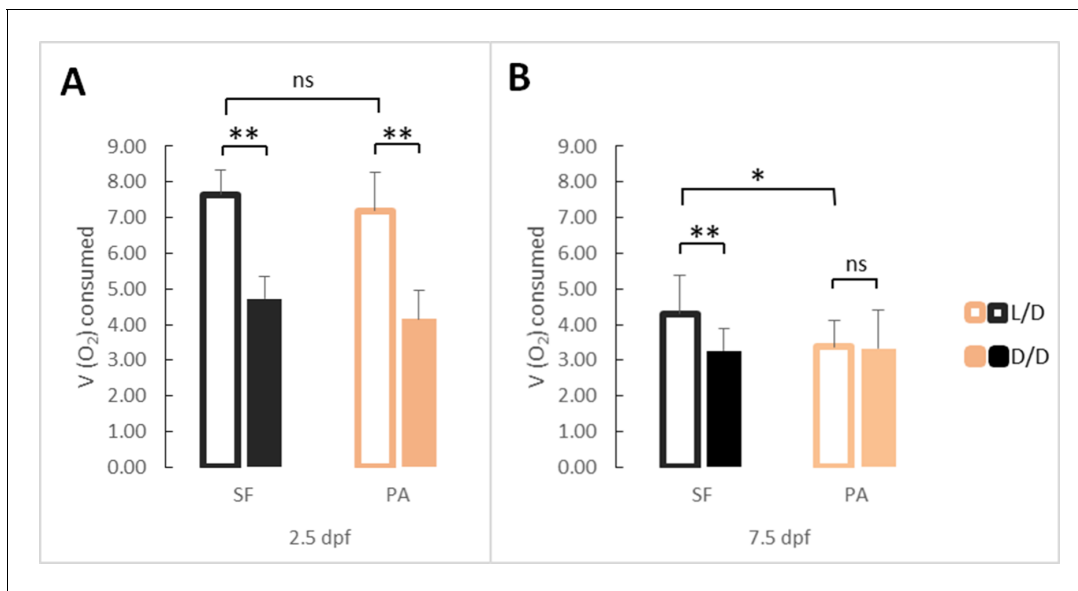 A
ns
**
**
9.00
8.00
7.00
6.00
5.00
4.00
3.00
2.00
1.00
0.00
V (O₂) consumed
SF PA
2.5 dpf
B
*
**
ns
9.00
8.00
7.00
6.00
5.00
4.00
3.00
2.00
1.00
0.00
V (O₂) consumed
SF PA
7.5 dpf
L/D
D/D